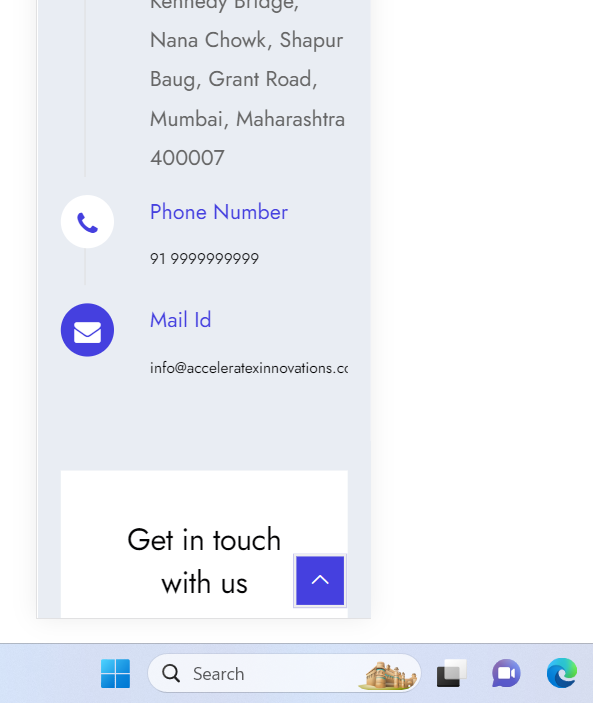 Kennedy Bridge,
Nana Chowk, Shapur
Baug, Grant Road,
Mumbai, Maharashtra
400007
Phone Number
91 9999999999
Mail Id
info@acceleratexinnovations.co
Get in touch
with us
Search